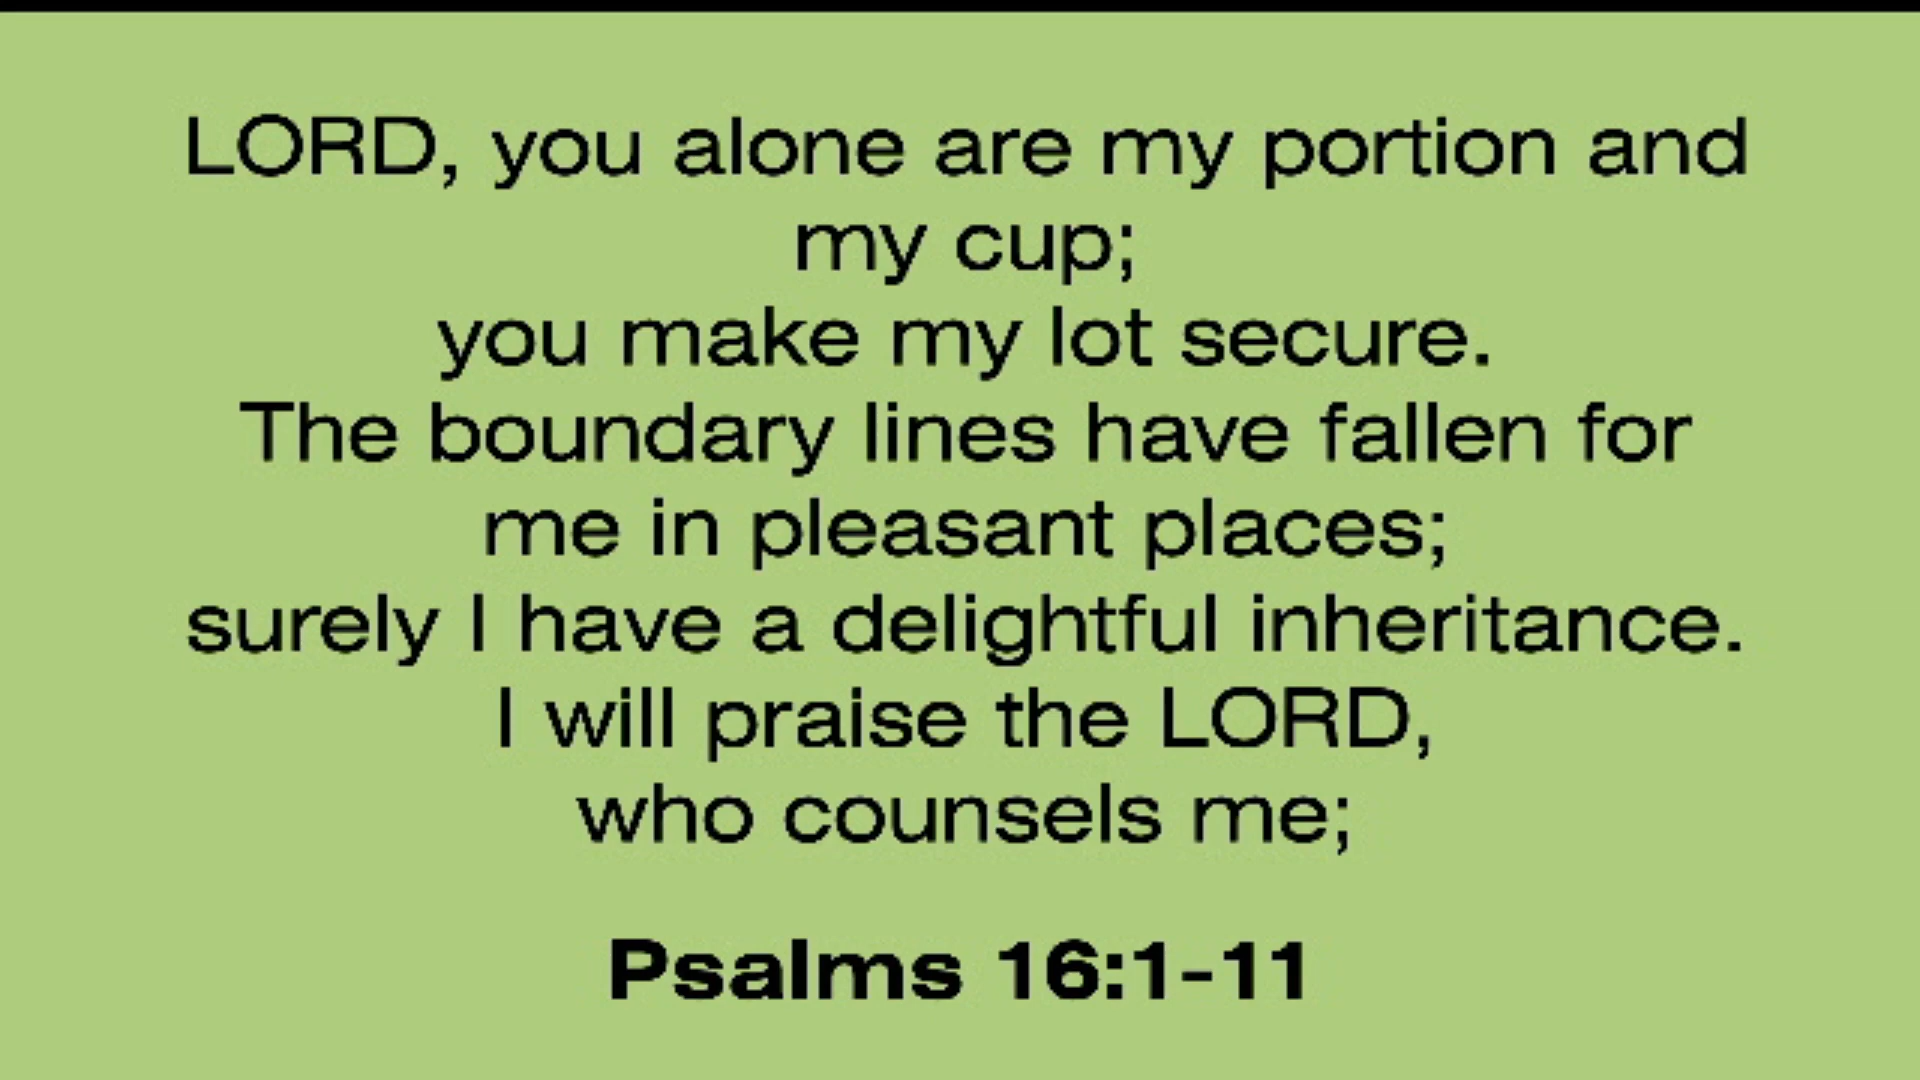 LORD, you alone are my portion and
my cup;
you make my lot secure.
The boundary lines have fallen for
me in pleasant places;
surely I have a delightful inheritance.
I will praise the LORD,
who counsels me;
Psalms 16:1-11